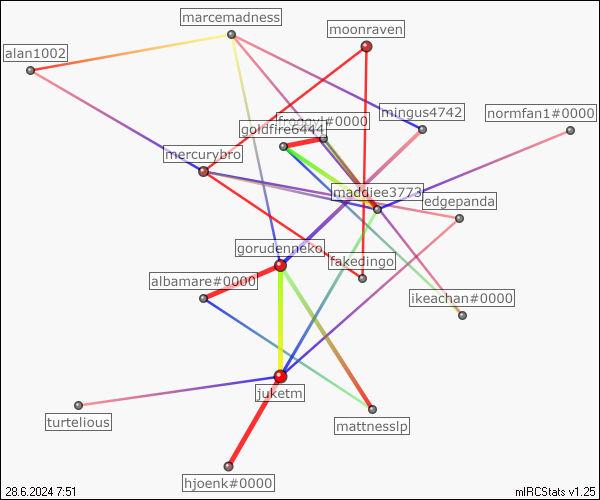 marcemadness
moonraven
alan1002
mingus4742
normfan1#0000
froggyl#0000
goldfire6444
mercurybro
maddiee3773
edgepanda
gorudenneko
fakedingo
albamare#0000
ikeachan#0000
juketm
turtelious
mattnesslp
hjoenk#0000
28.6.2024 7:51
mIRCStats v1.25